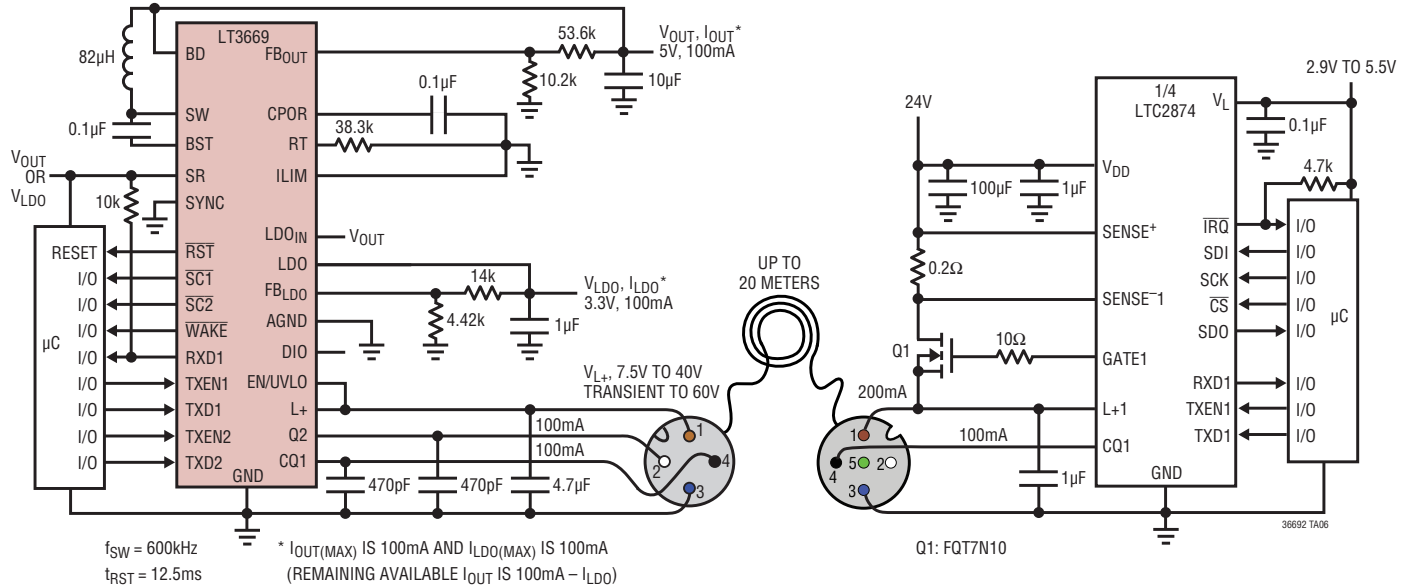 LT3669
82µH
BD
FBOUT
53.6k
VOUT, IOUT*
5V, 100mA
10.2k
10µF
0.1µF
SW
CPOR
0.1µF
BST
RT
38.3k
VOUT
OR
VLDO
SR
ILIM
10k
SYNC
LDOIN
VOUT
RESET
RST
LDO
I/O
SC1
FBLDO
14k
VLDO, ILDO*
3.3V, 100mA
4.42k
1µF
I/O
SC2
AGND
µC
I/O
WAKE
DIO
I/O
RXD1
I/O
TXEN1
EN/UVLO
VL+, 7.5V TO 40V
TRANSIENT TO 60V
I/O
TXD1
L+
I/O
TXEN2
Q2
100mA
I/O
TXD2
CQ1
100mA
GND
470pF
470pF
4.7µF
1
2
4
3
fSW = 600kHz
tRST = 12.5ms
* IOUT(MAX) IS 100mA AND ILDO(MAX) IS 100mA
(REMAINING AVAILABLE IOUT IS 100mA – ILDO)
UP TO
20 METERS
24V
1/4
LTC2874
2.9V TO 5.5V
VL
0.1µF
100µF
1µF
VDD
4.7k
SENSE+
IRQ
I/O
0.2Ω
SDI
I/O
SENSE–1
SCK
I/O
CS
I/O
µC
Q1
10Ω
GATE1
SDO
I/O
200mA
L+1
RXD1
I/O
100mA
CQ1
TXEN1
I/O
TXD1
I/O
1
4
5
2
3
1µF
GND
Q1: FQT7N10
36692 TA06